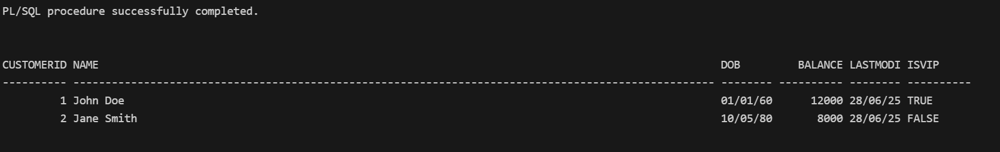 PL/SQL procedure successfully completed.
CUSTOMERID NAME DOB BALANCE LASTMODI ISVIP
---------- ---------------------------------------------------------------------------------------------------- -------- ---------- -------- ----------
1 John Doe 01/01/60 12000 28/06/25 TRUE
2 Jane Smith 10/05/80 8000 28/06/25 FALSE